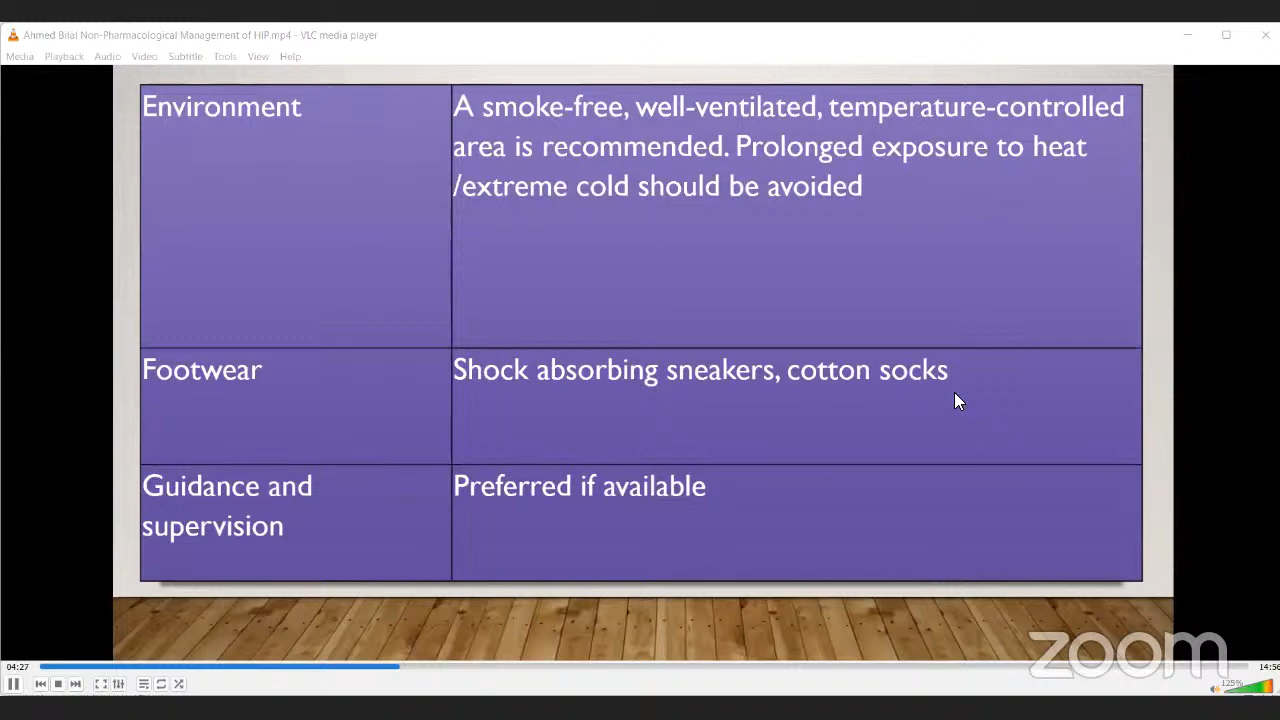 Ahmed Bilal Non-Pharmacological Management of HIP.mp4 - VLC media player
Media Playback Audio Video Subtitle Tools View Help
Environment
A smoke-free, well-ventilated, temperature-controlled
area is recommended. Prolonged exposure to heat
/extreme cold should be avoided
Footwear
Shock absorbing sneakers, cotton socks
Guidance and
supervision
Preferred if available
zoom
04:27
14:56
125%